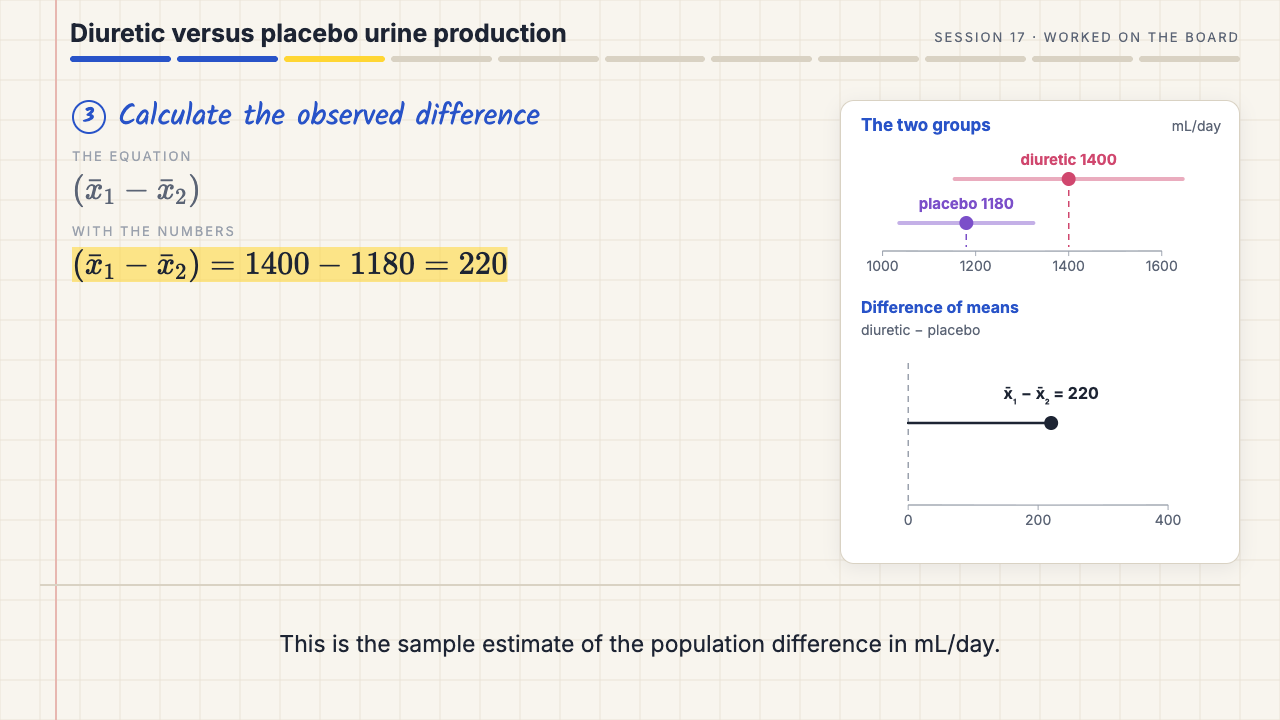 Diuretic versus placebo urine production
SESSION 17 · WORKED ON THE BOARD
3 Calculate the observed difference
THE EQUATION
(x̄₁ − x̄₂)
WITH THE NUMBERS
(x̄₁ − x̄₂) = 1400 − 1180 = 220
The two groups mL/day
diuretic 1400
placebo 1180
1000 1200 1400 1600
Difference of means
diuretic − placebo
x̄₁ − x̄₂ = 220
0 200 400
This is the sample estimate of the population difference in mL/day.